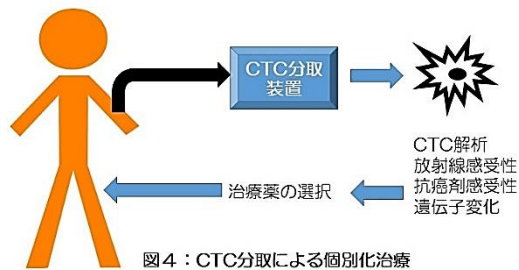 CTC分取
装置
CTC解析
放射線感受性
抗癌剤感受性
遺伝子変化
治療薬の選択
図4：CTC分取による個別化治療